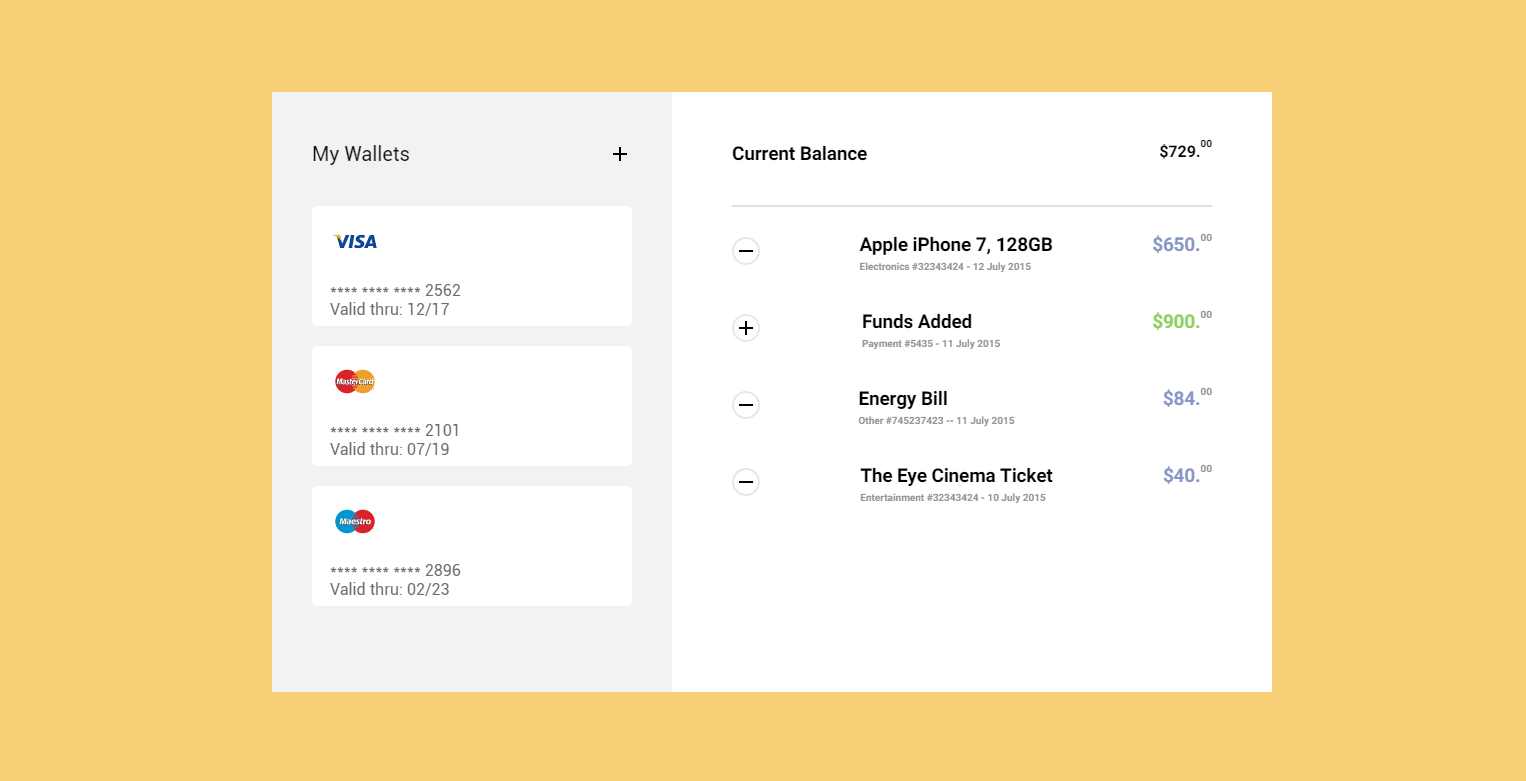 My Wallets +
VISA
**** **** **** 2562
Valid thru: 12/17
MasterCard
**** **** **** 2101
Valid thru: 07/19
Maestro
**** **** **** 2896
Valid thru: 02/23
Current Balance $729.00
Apple iPhone 7, 128GB $650.00
Electronics #32343424 - 12 July 2015
Funds Added $900.00
Payment #5435 - 11 July 2015
Energy Bill $84.00
Other #745237423 -- 11 July 2015
The Eye Cinema Ticket $40.00
Entertainment #32343424 - 10 July 2015